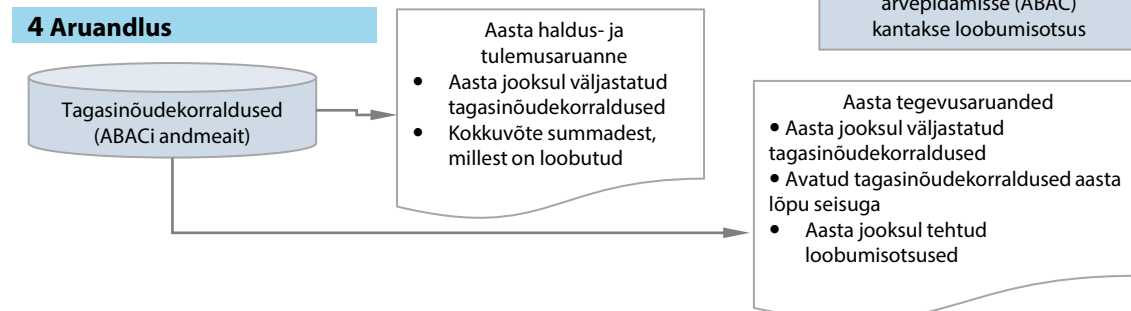 arvepidamisse (ABAC)
kantakse loobumisotsus
4 Aruandlus
Tagasinõudekorraldused
(ABACi andmeait)
Aasta haldus- ja
tulemusaruanne
• Aasta jooksul väljastatud
tagasinõudekorraldused
• Kokkuvõte summadest,
millest on loobutud
Aasta tegevusaruanded
• Aasta jooksul väljastatud
tagasinõudekorraldused
• Avatud tagasinõudekorraldused aasta
lõpu seisuga
• Aasta jooksul tehtud
loobumisotsused